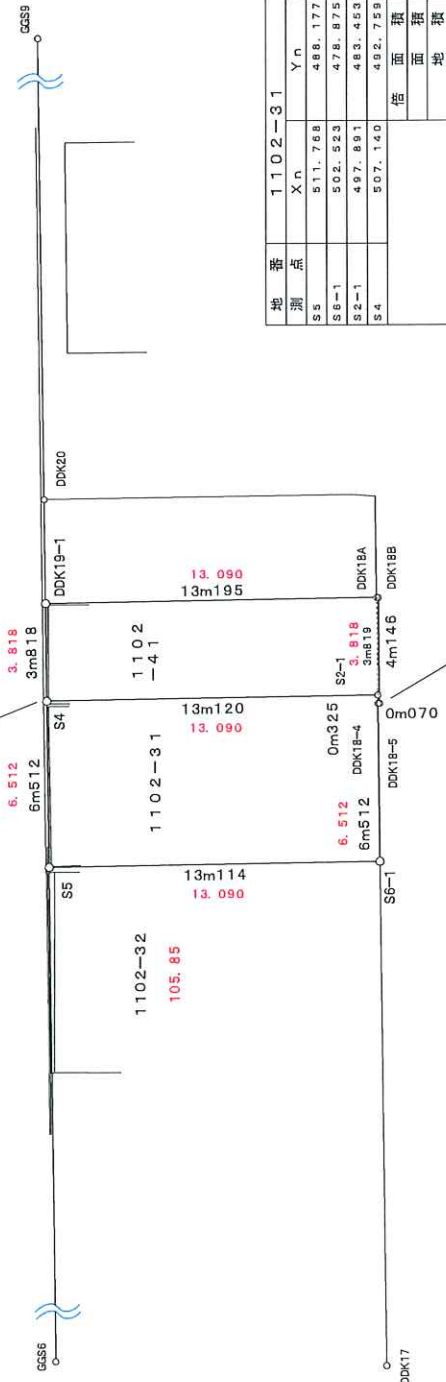 GGS9
DDK20
DDK19-1
3. 818
3m818
S4
6. 512
6m512
S5
GGS6
13. 090
13m195
1102
-41
13m120
13. 090
1102-31
13m114
13. 090
1102-32
105. 85
DDK18A
DDK18B
S2-1
3. 818
3m819
4m146
0m325
DDK18-4
0m070
DDK18-5
6. 512
6m512
S6-1
DDK17
地 番 1102-31
測 点 Xn Yn
S5 511. 768 488. 177
S6-1 502. 523 478. 875
S2-1 497. 891 483. 453
S4 507. 140 492. 759
倍 面 積
面 積
地 積